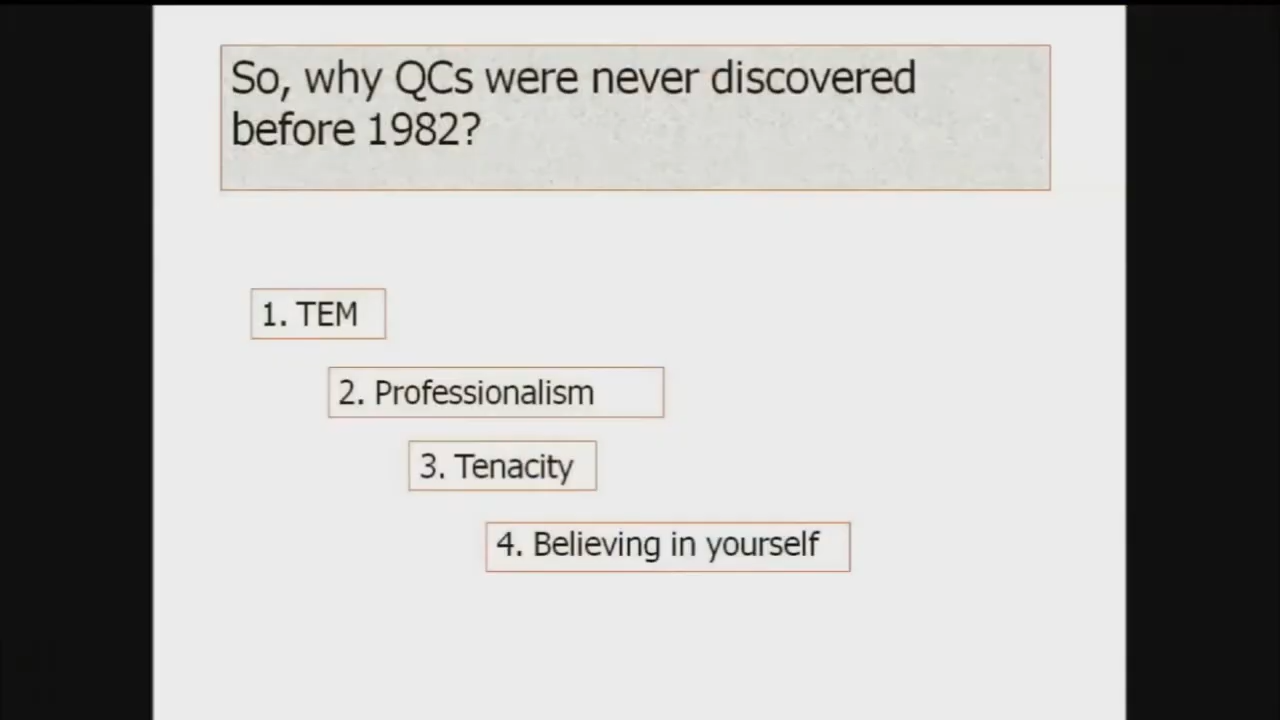 So, why QCs were never discovered
before 1982?
1. TEM
2. Professionalism
3. Tenacity
4. Believing in yourself